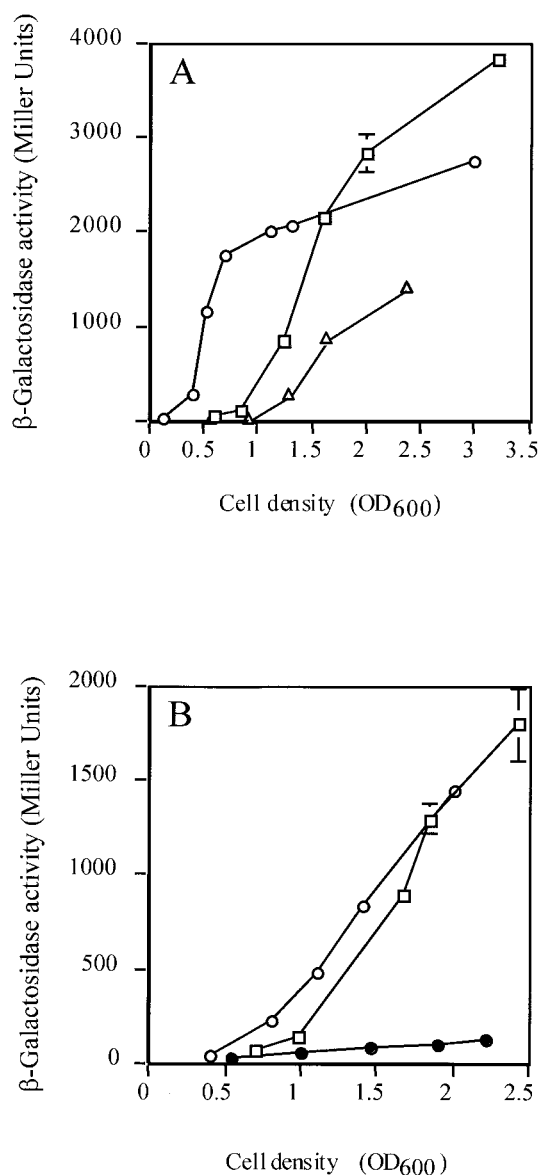 A
β-Galactosidase activity (Miller Units)
4000
3000
2000
1000
0 0.5 1 1.5 2 2.5 3 3.5
Cell density (OD600)
B
β-Galactosidase activity (Miller Units)
2000
1500
1000
500
0
0 0.5 1 1.5 2 2.5
Cell density (OD600)